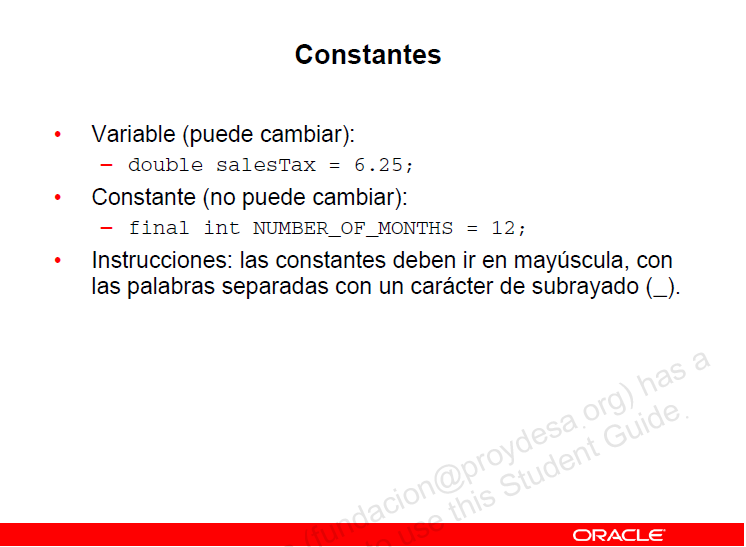 Constantes
• Variable (puede cambiar):
– double salesTax = 6.25;
• Constante (no puede cambiar):
– final int NUMBER_OF_MONTHS = 12;
• Instrucciones: las constantes deben ir en mayúscula, con
las palabras separadas con un carácter de subrayado (_).
(fundacion@proydesa.org) has a
to use this Student Guide.
ORACLE